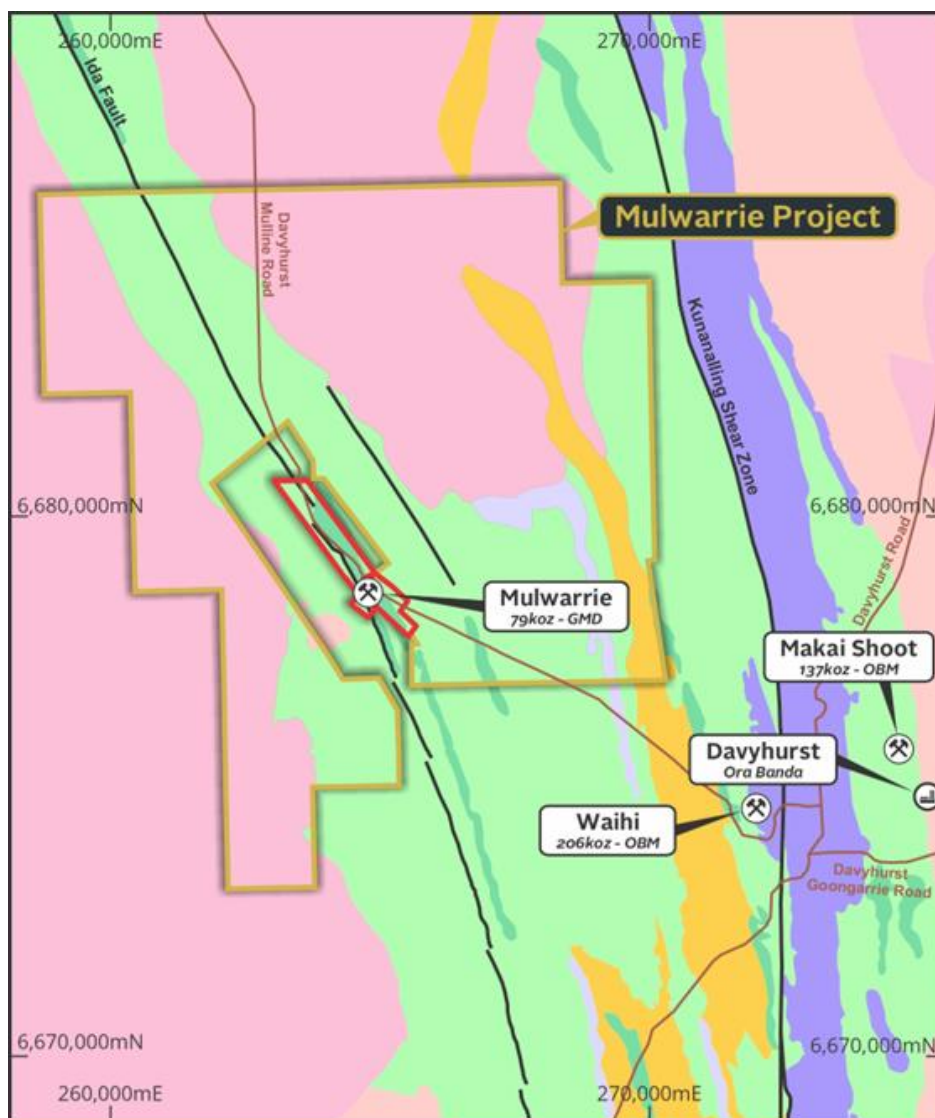 260,000mE
270,000mE
Ida Fault
Davyhurst
Mulline Road
Mulwarrie Project
Kunanalling Shear Zone
6,680,000mN
6,680,000mN
Davyhurst Road
Mulwarrie
79koz - GMD
Makai Shoot
137koz - OBM
Davyhurst
Ora Banda
Waihi
206koz - OBM
Davyhurst
Goongarrie Road
6,670,000mN
6,670,000mN
260,000mE
270,000mE